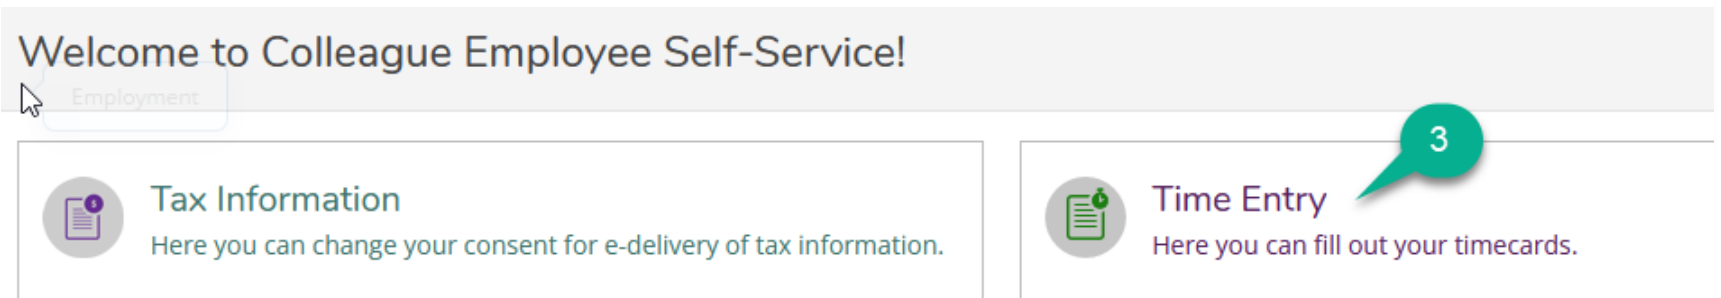 Welcome to Colleague Employee Self-Service!
Employment
3
Tax Information
Here you can change your consent for e-delivery of tax information.
Time Entry
Here you can fill out your timecards.